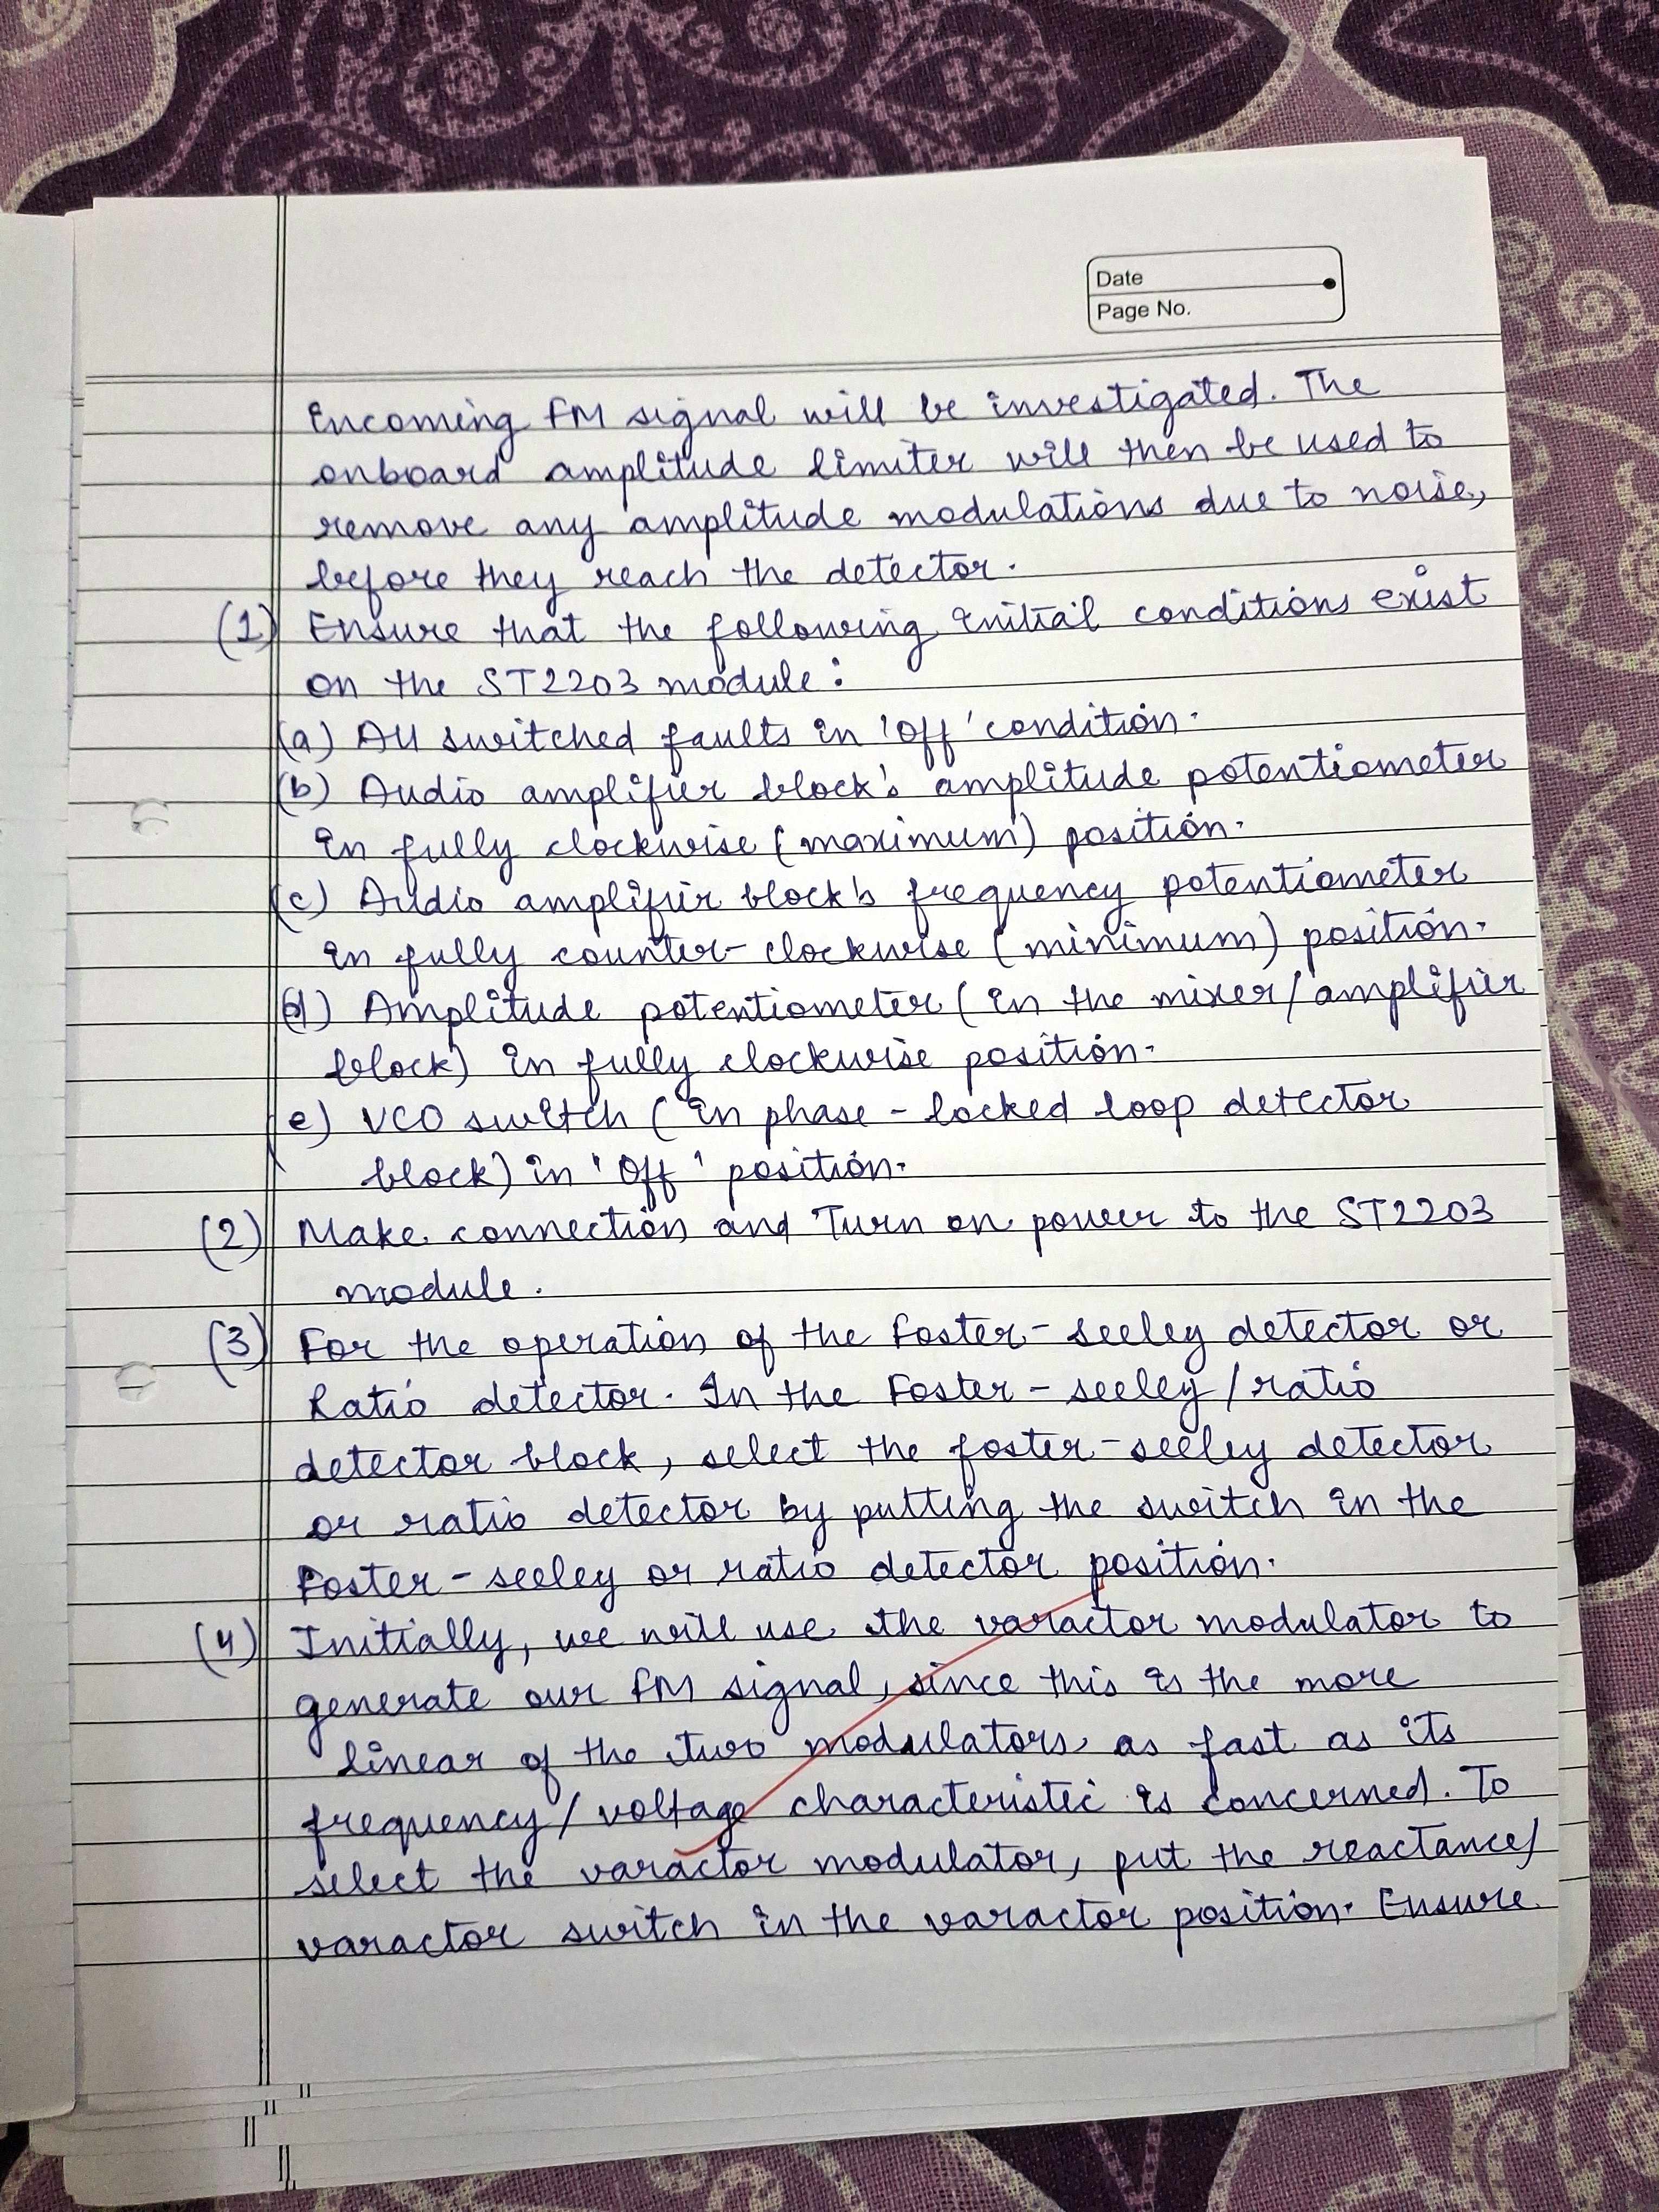 Date
Page No.
incoming FM signal will be investigated. The
onboard amplitude limiter will then be used to
remove any amplitude modulations due to noise,
before they reach the detector.
(1) Ensure that the following initial conditions exist
on the ST2203 module:
(a) All switched faults in 'Off' condition.
(b) Audio amplifier block's amplitude potentiometer
in fully clockwise (maximum) position.
(c) Audio amplifier block's frequency potentiometer
in fully counter-clockwise (minimum) position.
(d) Amplitude potentiometer (in the mixer/amplifier
block) in fully clockwise position.
(e) VCO switch (in phase-locked loop detector
block) in 'Off' position.
(2) Make connection and Turn on power to the ST2203
module.
(3) For the operation of the Foster-seeley detector or
Ratio detector. In the Foster-seeley/ratio
detector block, select the foster-seeley detector
or ratio detector by putting the switch in the
Foster-seeley or ratio detector position.
(4) Initially, we will use the varactor modulator to
generate our FM signal, since this is the more
linear of the two modulators as fast as its
frequency/voltage characteristic is concerned. To
select the varactor modulator, put the reactance/
varactor switch in the varactor position. Ensure